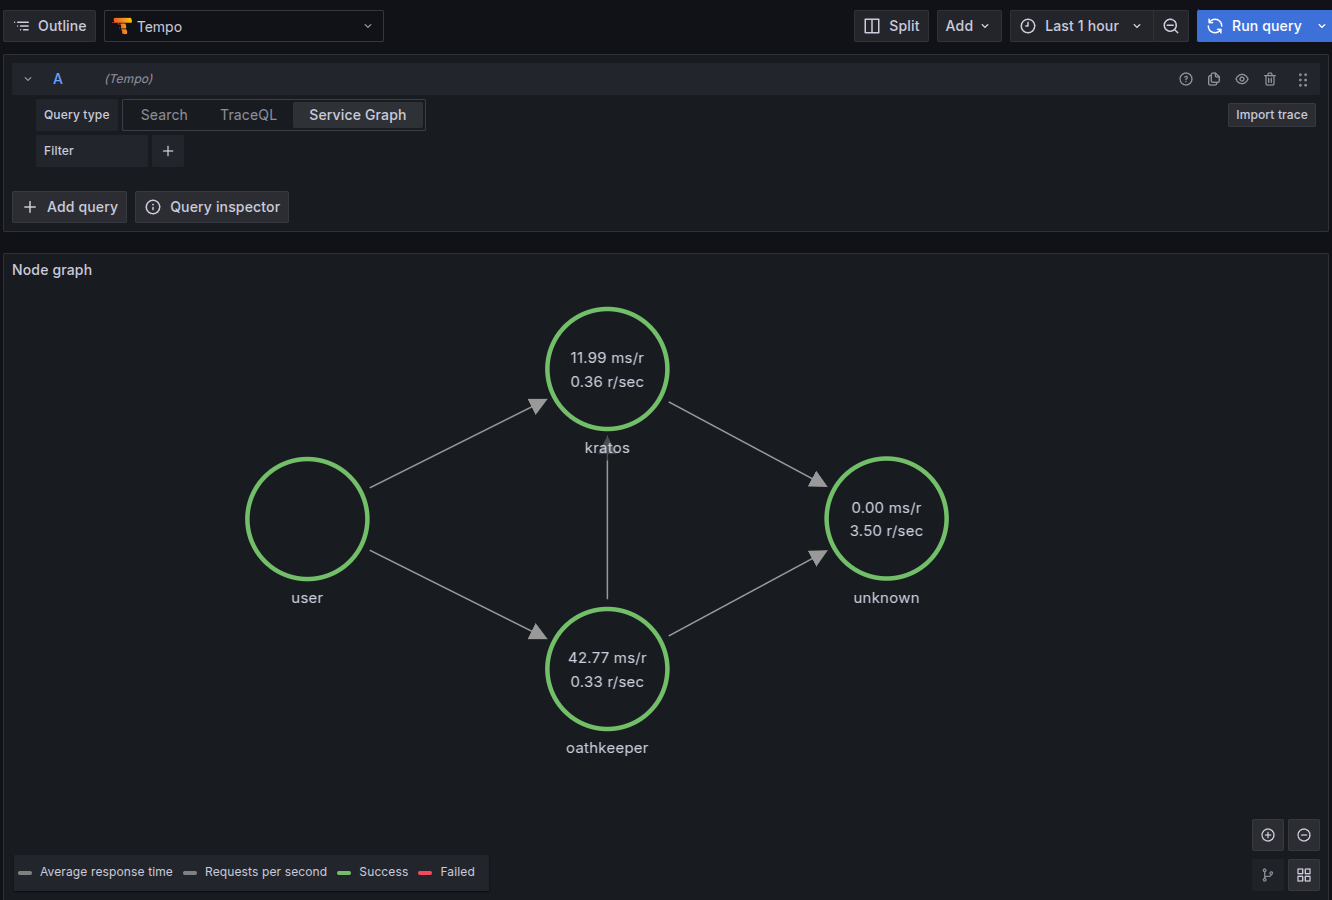 Outline
Tempo
Split
Add
Last 1 hour
Run query
A
(Tempo)
Query type
Search
TraceQL
Service Graph
Import trace
Filter
Add query
Query inspector
Node graph
11.99 ms/r
0.36 r/sec
kratos
user
0.00 ms/r
3.50 r/sec
unknown
42.77 ms/r
0.33 r/sec
oathkeeper
Average response time
Requests per second
Success
Failed